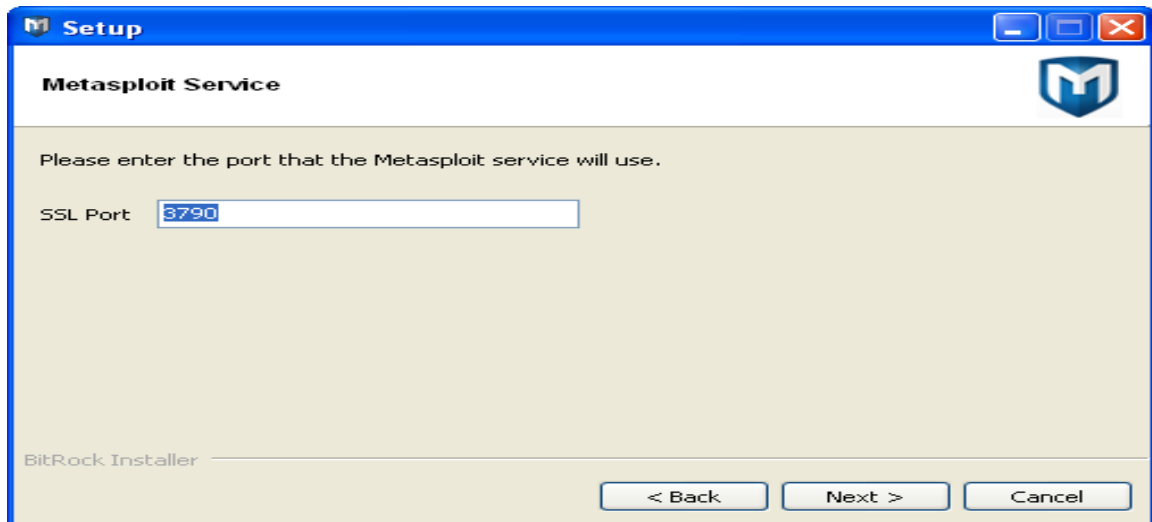 Setup
Metasploit Service
Please enter the port that the Metasploit service will use.
SSL Port 3790
BitRock Installer
< Back Next > Cancel